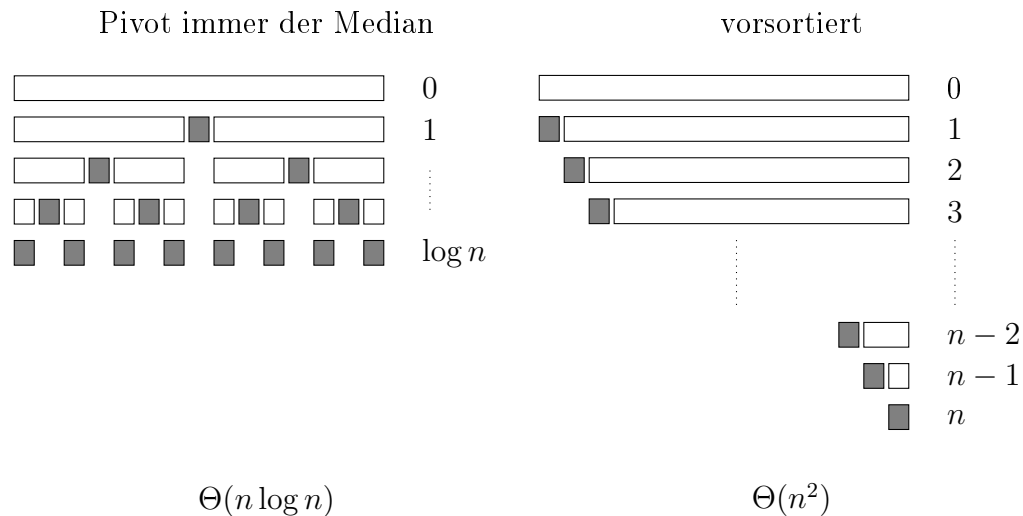 Pivot immer der Median
0
1
log n
Θ(n log n)
vorsortiert
0
1
2
3
n − 2
n − 1
n
Θ(n²)